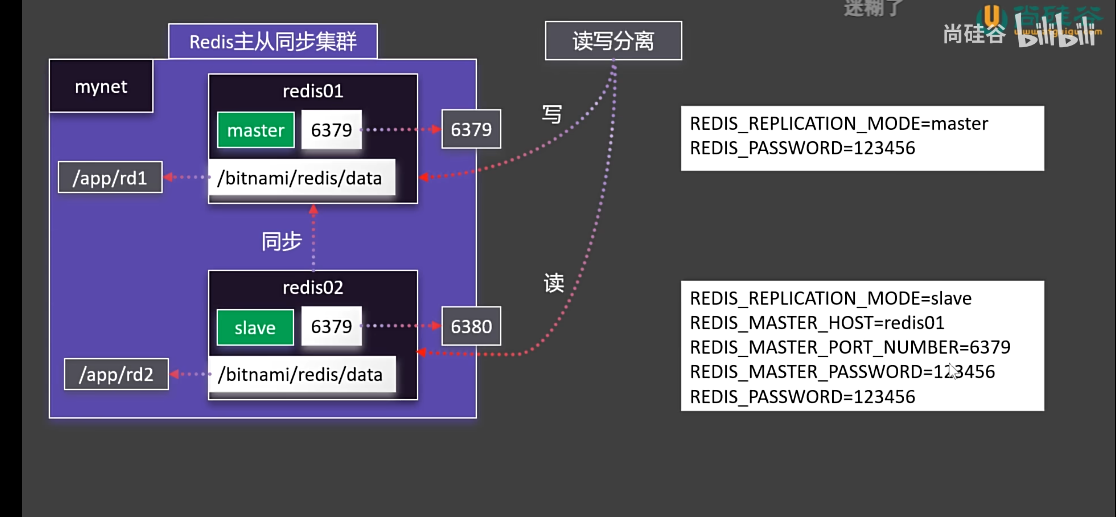 迷糊了
尚硅谷
bilibili
Redis主从同步集群
读写分离
mynet
redis01
master
6379
6379
/app/rd1
/bitnami/redis/data
写
REDIS_REPLICATION_MODE=master
REDIS_PASSWORD=123456
同步
读
redis02
slave
6379
6380
/app/rd2
/bitnami/redis/data
REDIS_REPLICATION_MODE=slave
REDIS_MASTER_HOST=redis01
REDIS_MASTER_PORT_NUMBER=6379
REDIS_MASTER_PASSWORD=123456
REDIS_PASSWORD=123456